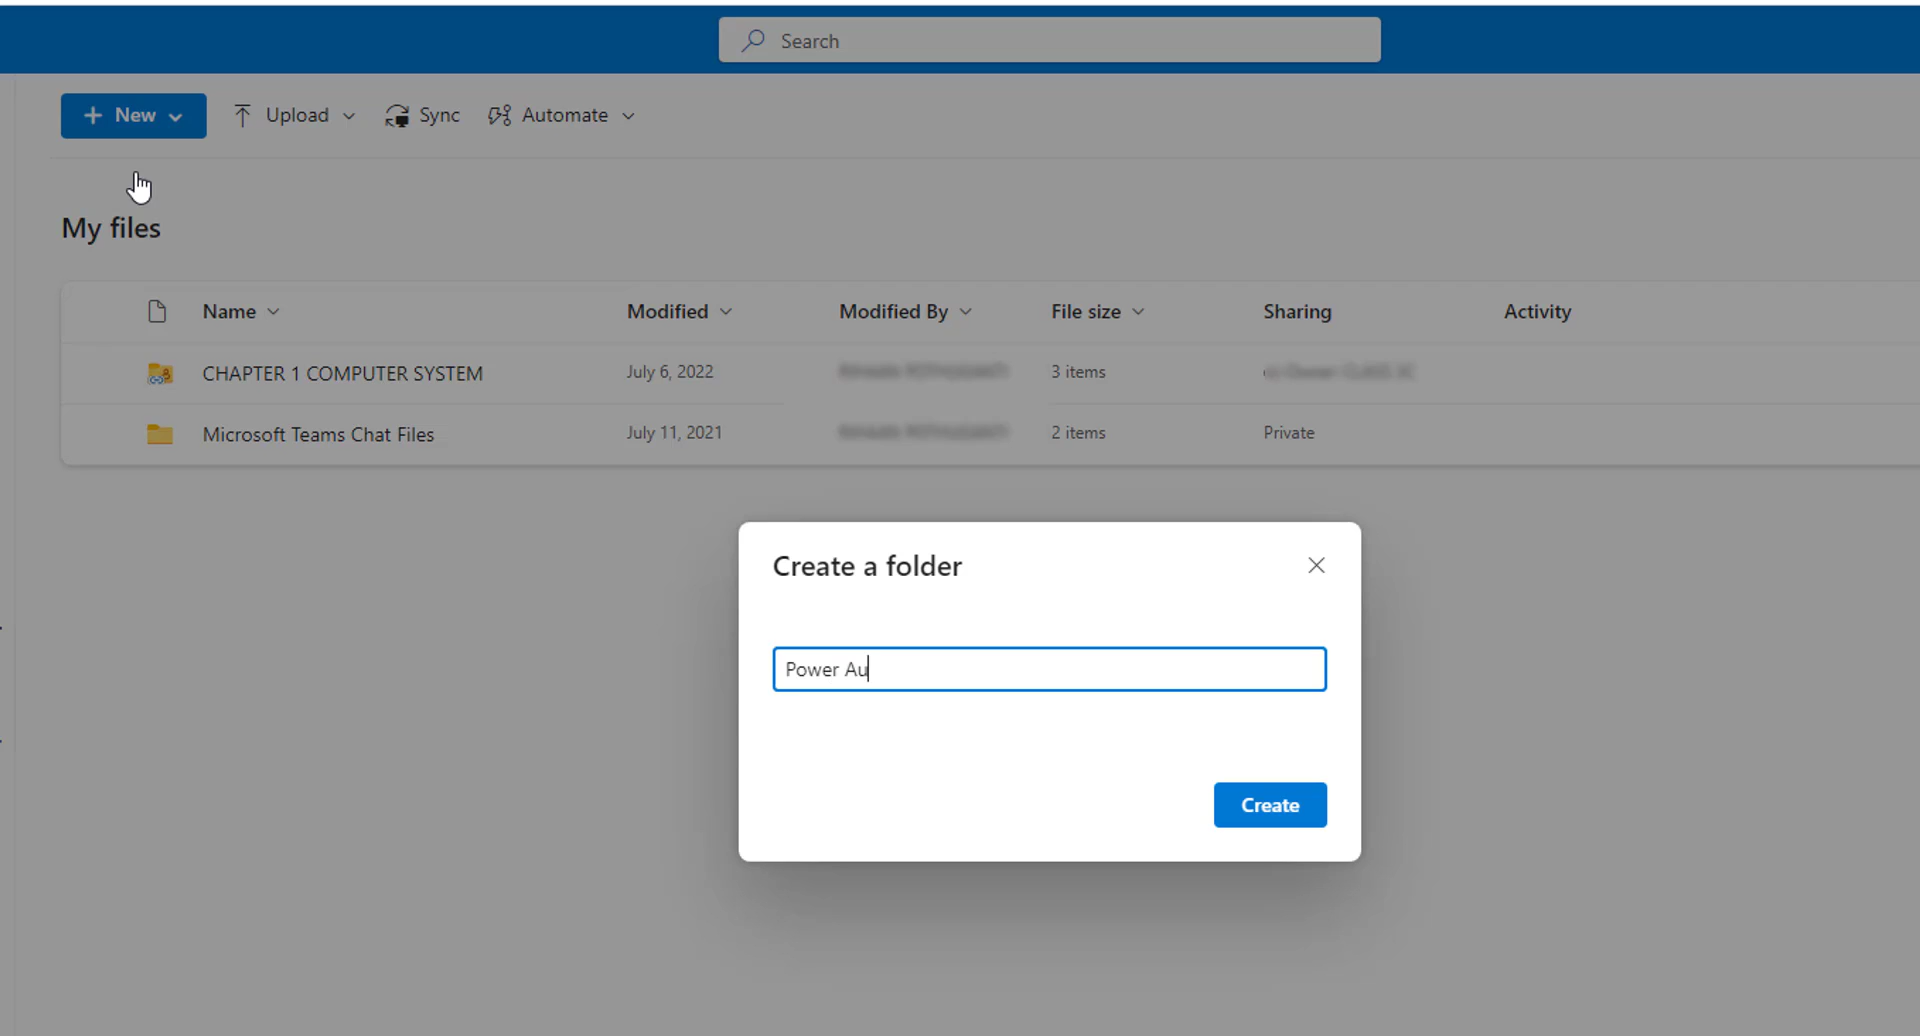 Search
New
Upload
Sync
Automate
My files
Name Modified Modified By File size Sharing Activity
CHAPTER 1 COMPUTER SYSTEM July 6, 2022 3 items
Microsoft Teams Chat Files July 11, 2021 2 items Private
Create a folder
Power Au
Create